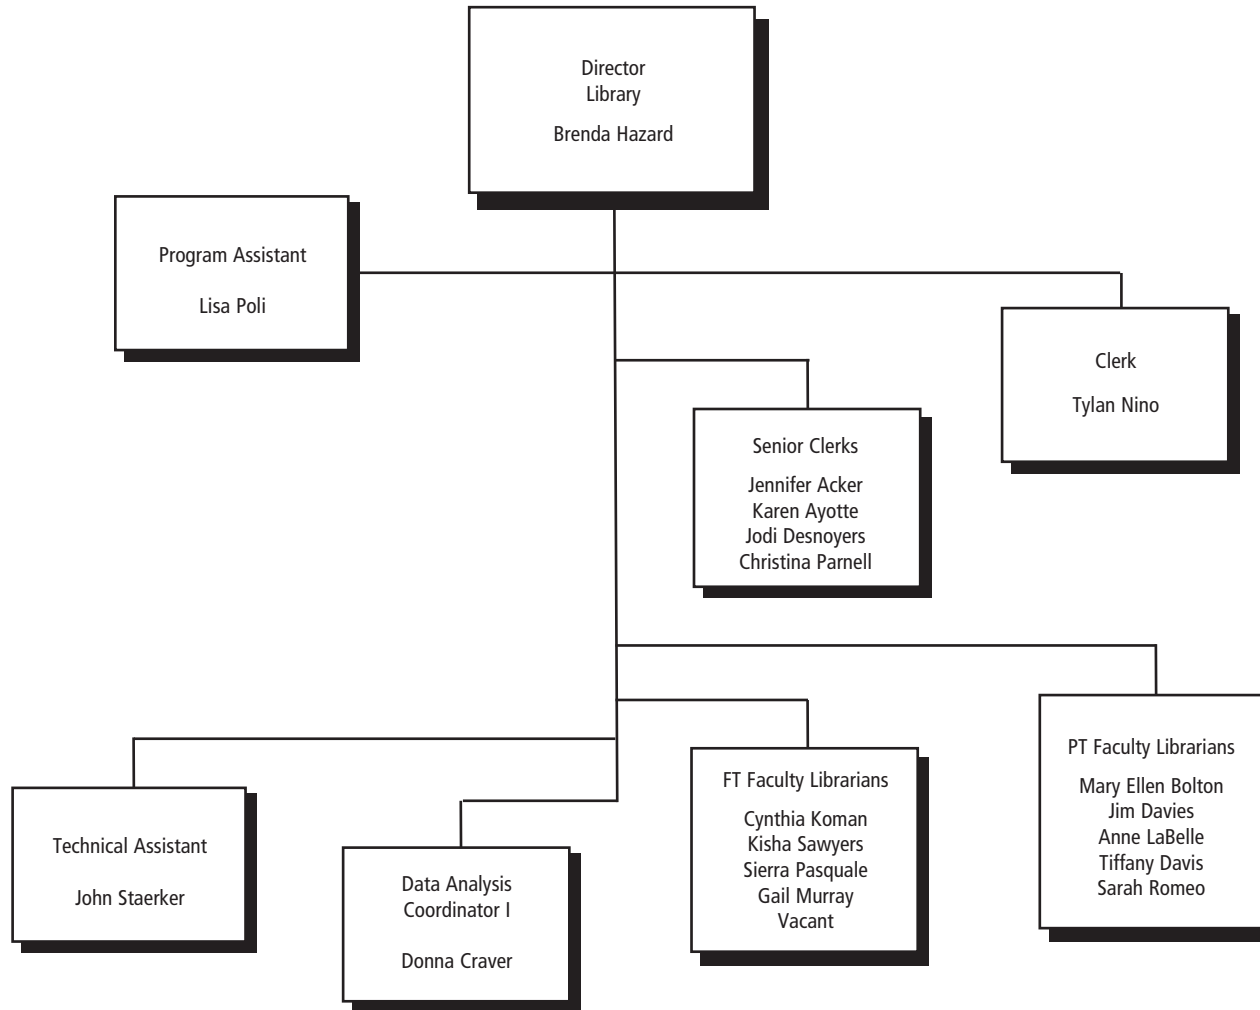 Director
Library
Brenda Hazard
Program Assistant
Lisa Poli
Clerk
Tylan Nino
Senior Clerks
Jennifer Acker
Karen Ayotte
Jodi Desnoyers
Christina Parnell
Technical Assistant
John Staerker
Data Analysis
Coordinator I
Donna Craver
FT Faculty Librarians
Cynthia Koman
Kisha Sawyers
Sierra Pasquale
Gail Murray
Vacant
PT Faculty Librarians
Mary Ellen Bolton
Jim Davies
Anne LaBelle
Tiffany Davis
Sarah Romeo